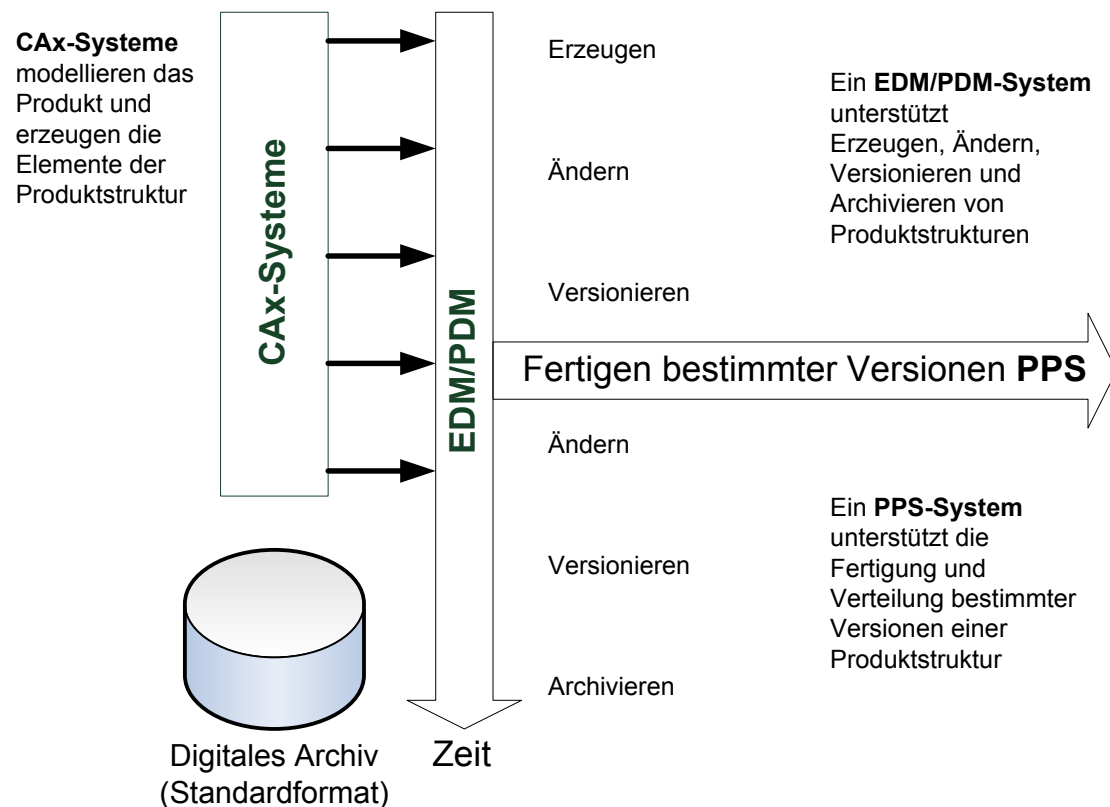 CAx-Systeme
modellieren das
Produkt und
erzeugen die
Elemente der
Produktstruktur
CAx-Systeme
EDM/PDM
Erzeugen
Ändern
Versionieren
Ein EDM/PDM-System
unterstützt
Erzeugen, Ändern,
Versionieren und
Archivieren von
Produktstrukturen
Fertigen bestimmter Versionen PPS
Ändern
Versionieren
Archivieren
Ein PPS-System
unterstützt die
Fertigung und
Verteilung bestimmter
Versionen einer
Produktstruktur
Digitales Archiv
(Standardformat)
Zeit